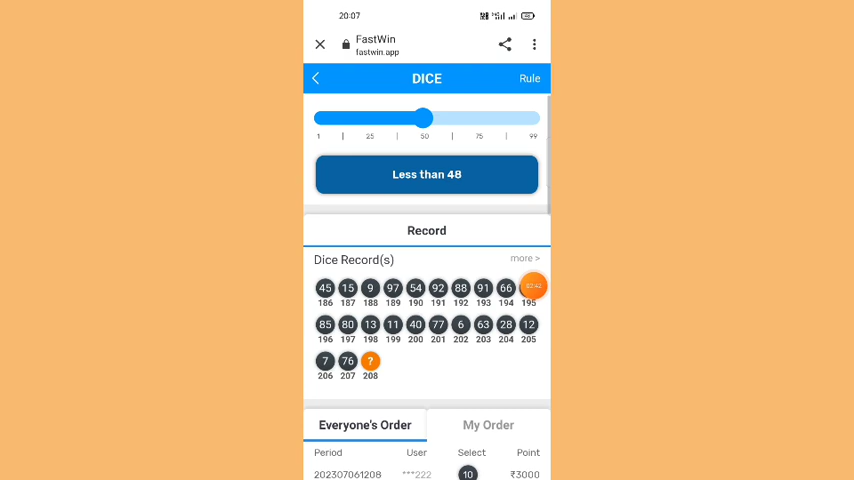 20:07
FastWin
fastwin.app
DICE Rule
1 | 25 | 50 | 75 | 99
Less than 48
Record
Dice Record(s) more >
45 15 9 97 54 92 88 91 66
186 187 188 189 190 191 192 193 194 195
85 80 13 11 40 77 6 63 28 12
196 197 198 199 200 201 202 203 204 205
7 76 ?
206 207 208
Everyone's Order My Order
Period User Select Point
202307061208 ***222 10 ₹3000